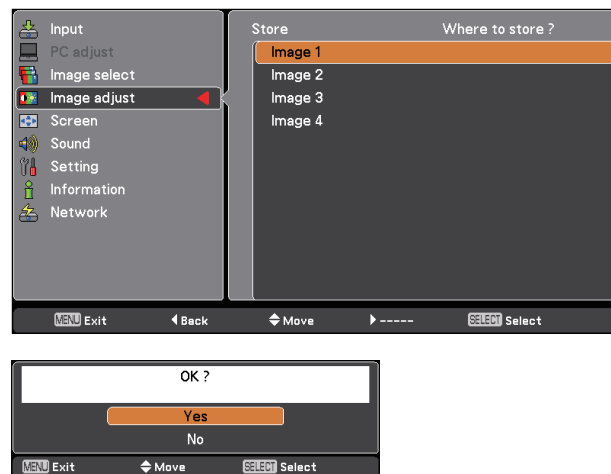 Input
PC adjust
Image select
Image adjust
Screen
Sound
Setting
Information
Network
Store Where to store ?
Image 1
Image 2
Image 3
Image 4
MENU Exit Back Move ----- SELECT Select
OK ?
Yes
No
MENU Exit Move SELECT Select